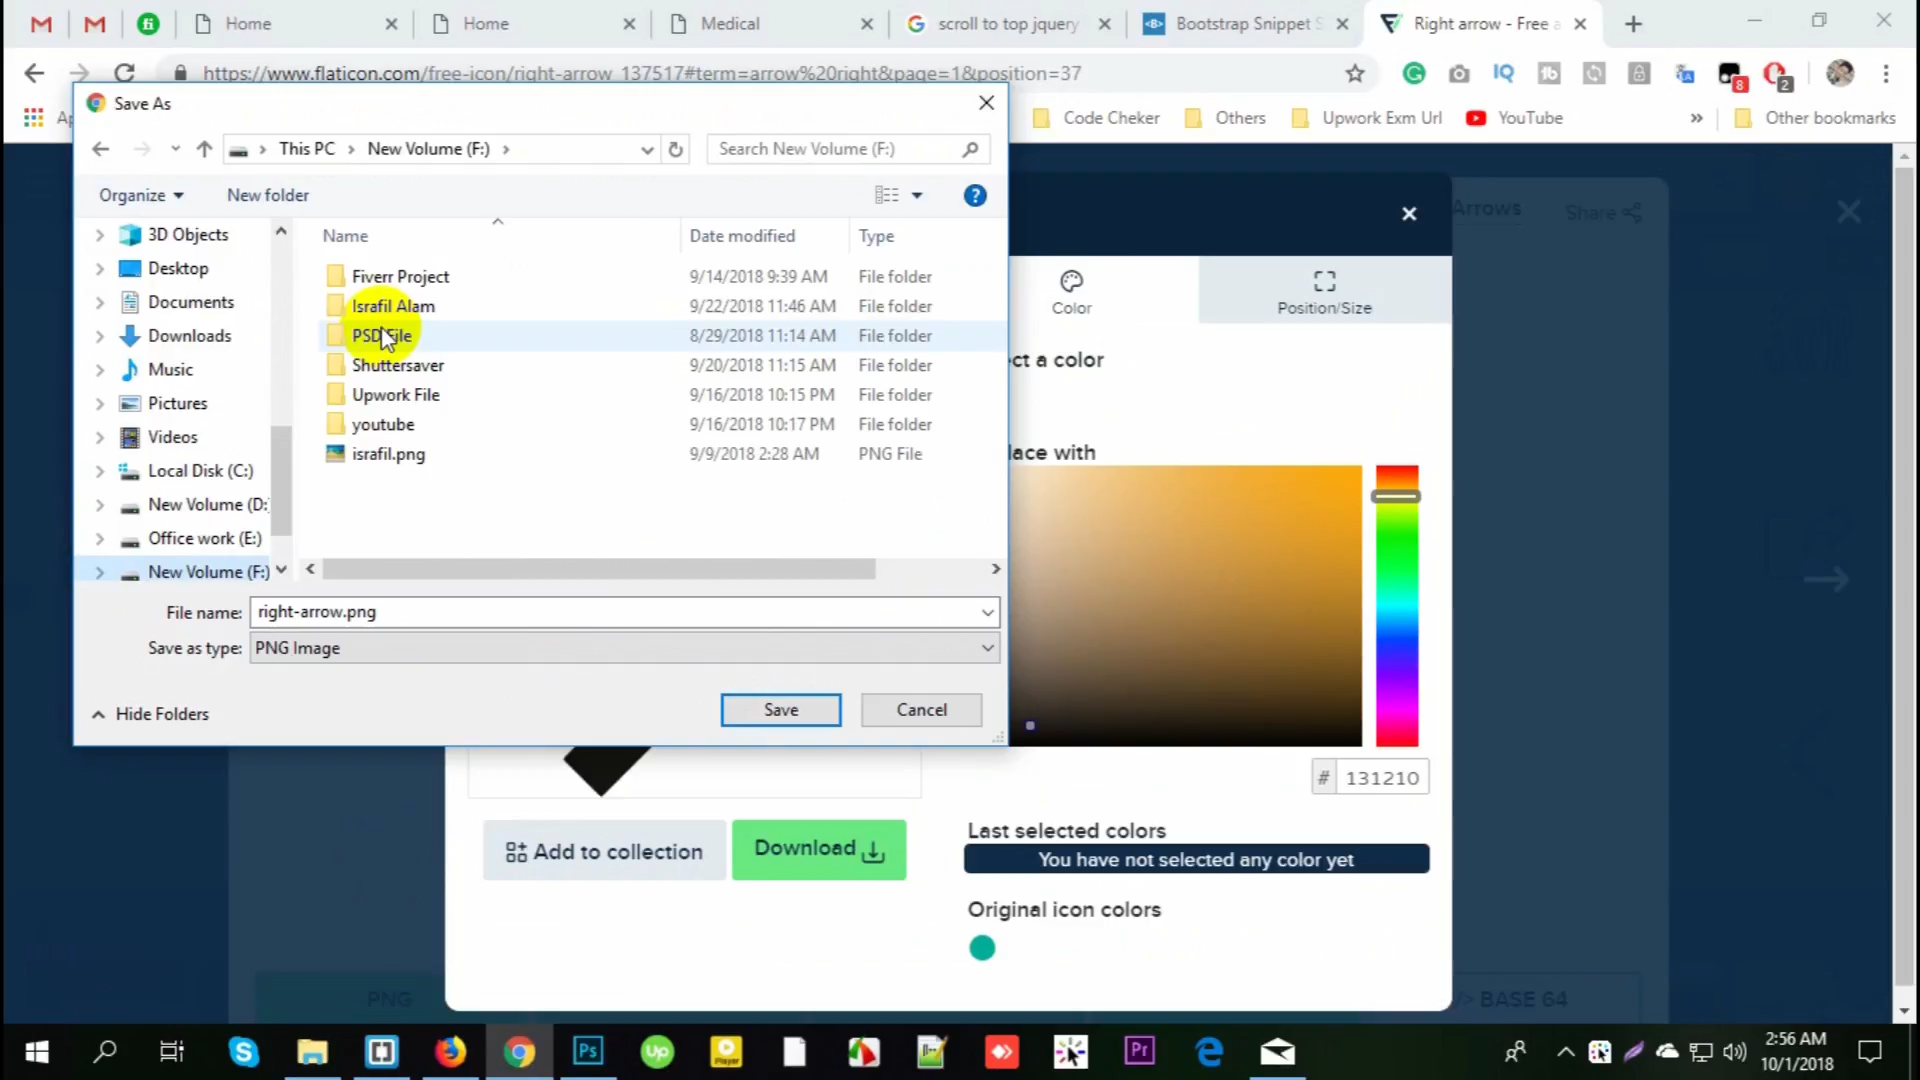 Home
Home
Medical
scroll to top jquery
Bootstrap Snippet S
Right arrow - Free a
https://www.flaticon.com/free-icon/right-arrow_137517#term=arrow%20right&page=1&position=37
Code Cheker
Others
Upwork Exm Url
YouTube
Other bookmarks
Save As
This PC
New Volume (F:)
Search New Volume (F:)
Organize
New folder
3D Objects
Desktop
Documents
Downloads
Music
Pictures
Videos
Local Disk (C:)
New Volume (D:)
Office work (E:)
New Volume (F:)
Name Date modified Type
Fiverr Project 9/14/2018 9:39 AM File folder
Israfil Alam 9/22/2018 11:46 AM File folder
PSD File 8/29/2018 11:14 AM File folder
Shuttersaver 9/20/2018 11:15 AM File folder
Upwork File 9/16/2018 10:15 PM File folder
youtube 9/16/2018 10:17 PM File folder
israfil.png 9/9/2018 2:28 AM PNG File
File name: right-arrow.png
Save as type: PNG Image
Hide Folders
Save
Cancel
Arrows
Share
Color
Position/Size
ct a color
lace with
# 131210
Add to collection
Download
Last selected colors
You have not selected any color yet
Original icon colors
PNG
BASE 64
8
2
2:56 AM
10/1/2018